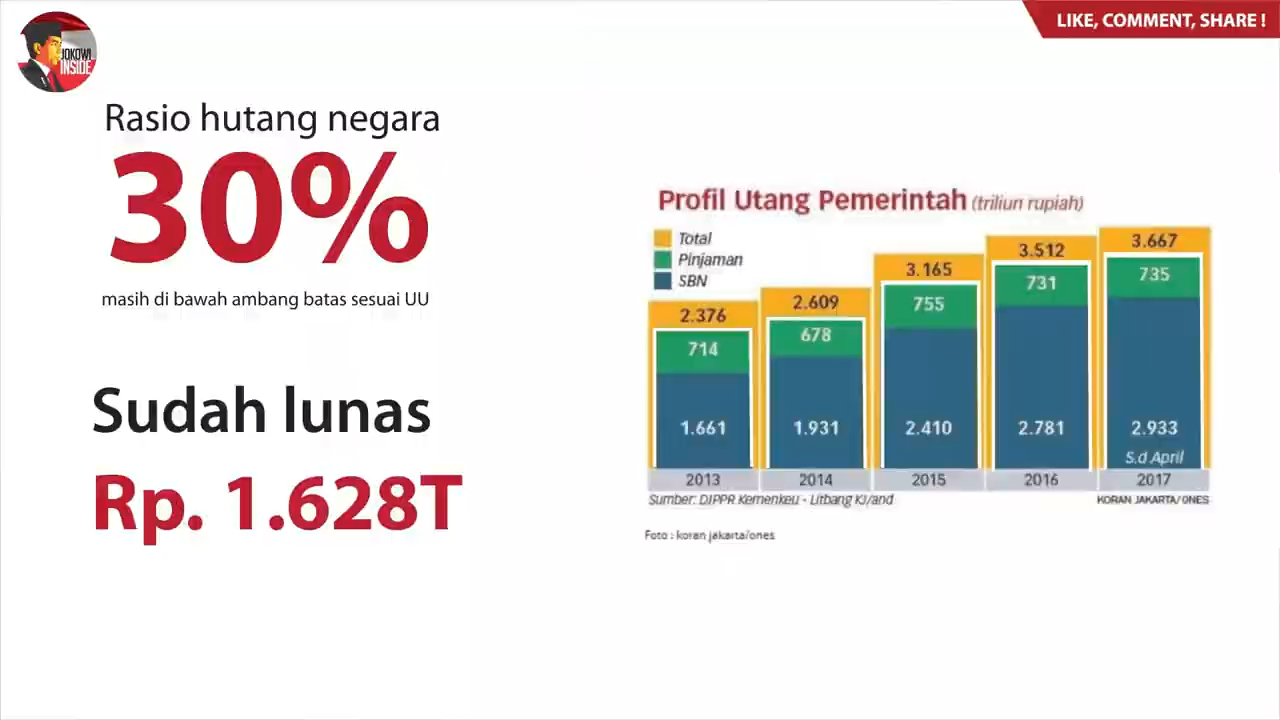 JOKOWI
INSIDE
LIKE, COMMENT, SHARE !
Rasio hutang negara
30%
masih di bawah ambang batas sesuai UU
Sudah lunas
Rp. 1.628T
Profil Utang Pemerintah (triliun rupiah)
Total
Pinjaman
SBN
2.376
2.609
3.165
3.512
3.667
714
678
755
731
735
1.661
1.931
2.410
2.781
2.933
S.d April
2013
2014
2015
2016
2017
Sumber: DJPPR Kemenkeu - Litbang KJ/and
KORAN JAKARTA/ONES
Foto : koran jakarta/ones